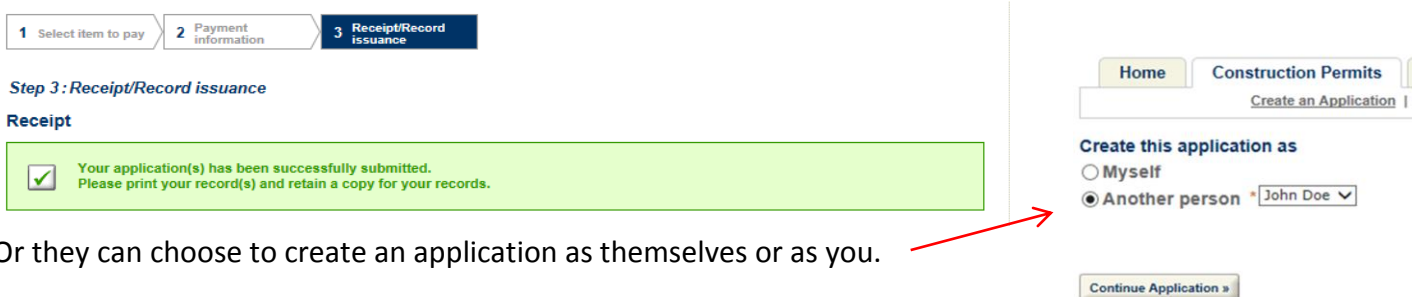 1 Select item to pay
2 Payment information
3 Receipt/Record issuance
Step 3 : Receipt/Record issuance
Receipt
Your application(s) has been successfully submitted.
Please print your record(s) and retain a copy for your records.
Or they can choose to create an application as themselves or as you.
Home Construction Permits
Create an Application |
Create this application as
Myself
Another person * John Doe
Continue Application »